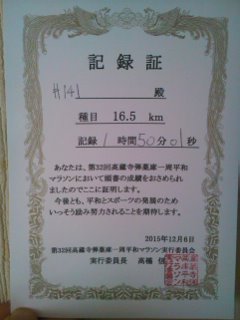 記録証
#141 殿
種目 16.5 km
記録 1 時間 50 分 01 秒
あなたは、第32回高蔵寺弾薬庫一周平和
マラソンにおいて頭書の成績をおさめられ
ましたのでここに証明します。
今後とも、平和とスポーツの発展のため
いっそう励み努力されることを期待します。
2015年12月6日
第32回高蔵寺弾薬庫一周平和マラソン実行委員会
実行委員長 高橋